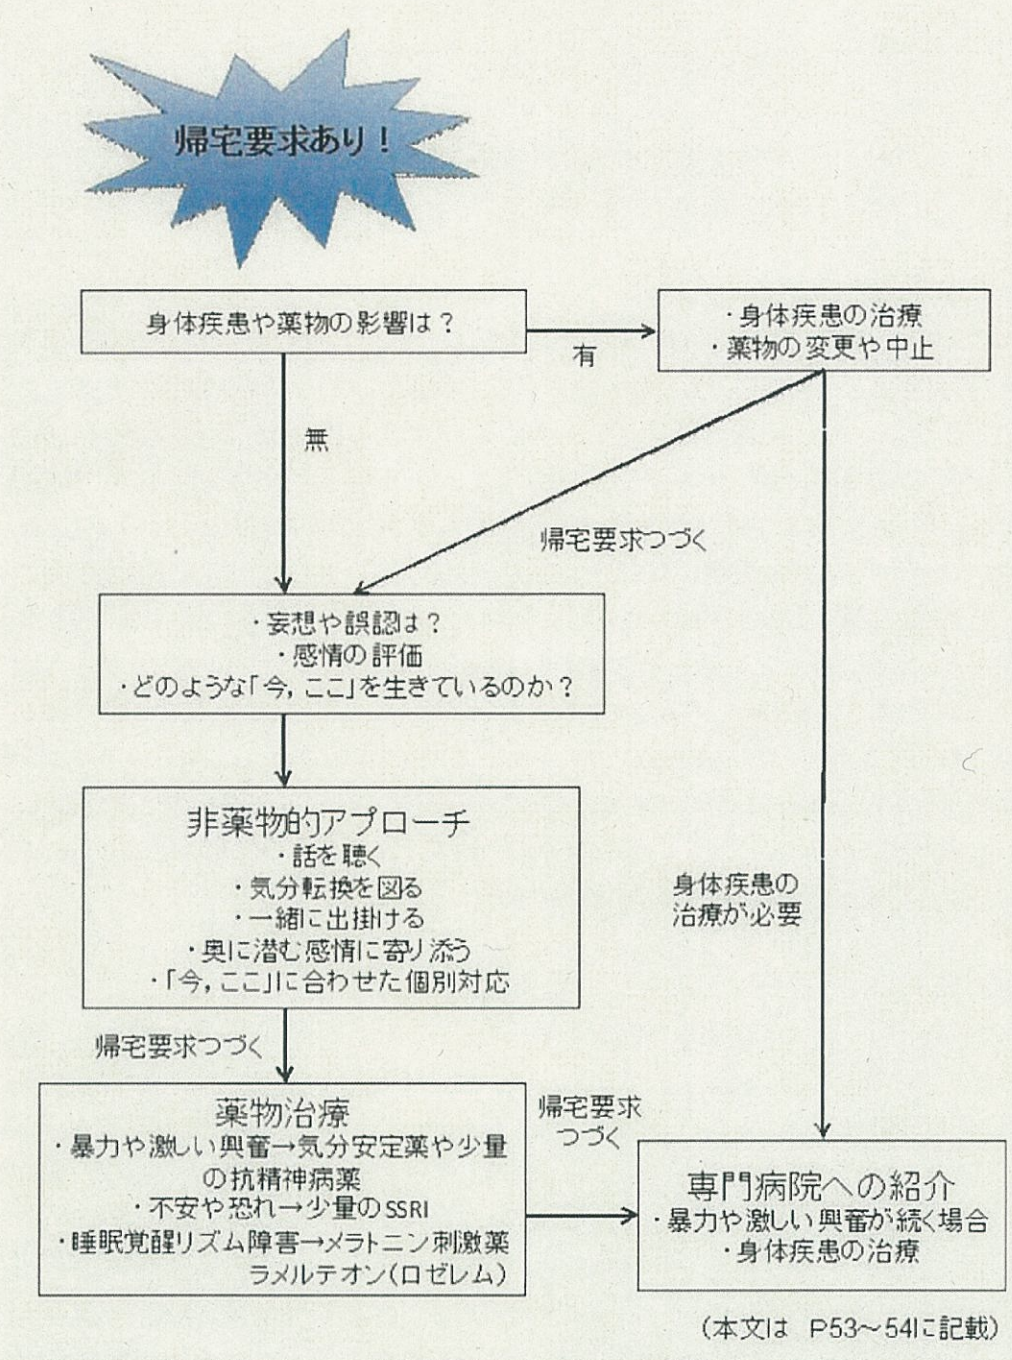 帰宅要求あり！
身体疾患や薬物の影響は？
有
・身体疾患の治療
・薬物の変更や中止
無
帰宅要求つづく
・妄想や誤認は？
・感情の評価
・どのような｢今，ここ｣を生きているのか？
非薬物的アプローチ
・話を聴く
・気分転換を図る
・一緒に出掛ける
・奥に潜む感情に寄り添う
・｢今，ここ｣に合わせた個別対応
身体疾患の
治療が必要
帰宅要求つづく
薬物治療
・暴力や激しい興奮→気分安定薬や少量
の抗精神病薬
・不安や恐れ→少量のSSRI
・睡眠覚醒リズム障害→メラトニン刺激薬
ラメルテオン(ロゼレム)
帰宅要求
つづく
専門病院への紹介
・暴力や激しい興奮が続く場合
・身体疾患の治療
(本文は P53～54に記載)